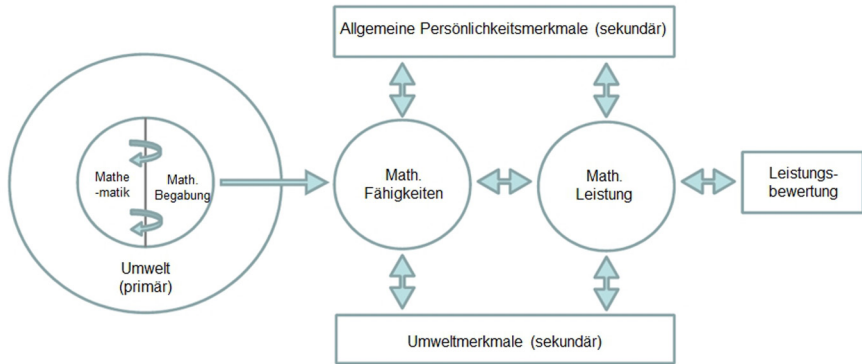 Allgemeine Persönlichkeitsmerkmale (sekundär)
Mathe
-matik
Math.
Begabung
Umwelt
(primär)
Math.
Fähigkeiten
Math.
Leistung
Leistungs-
bewertung
Umweltmerkmale (sekundär)